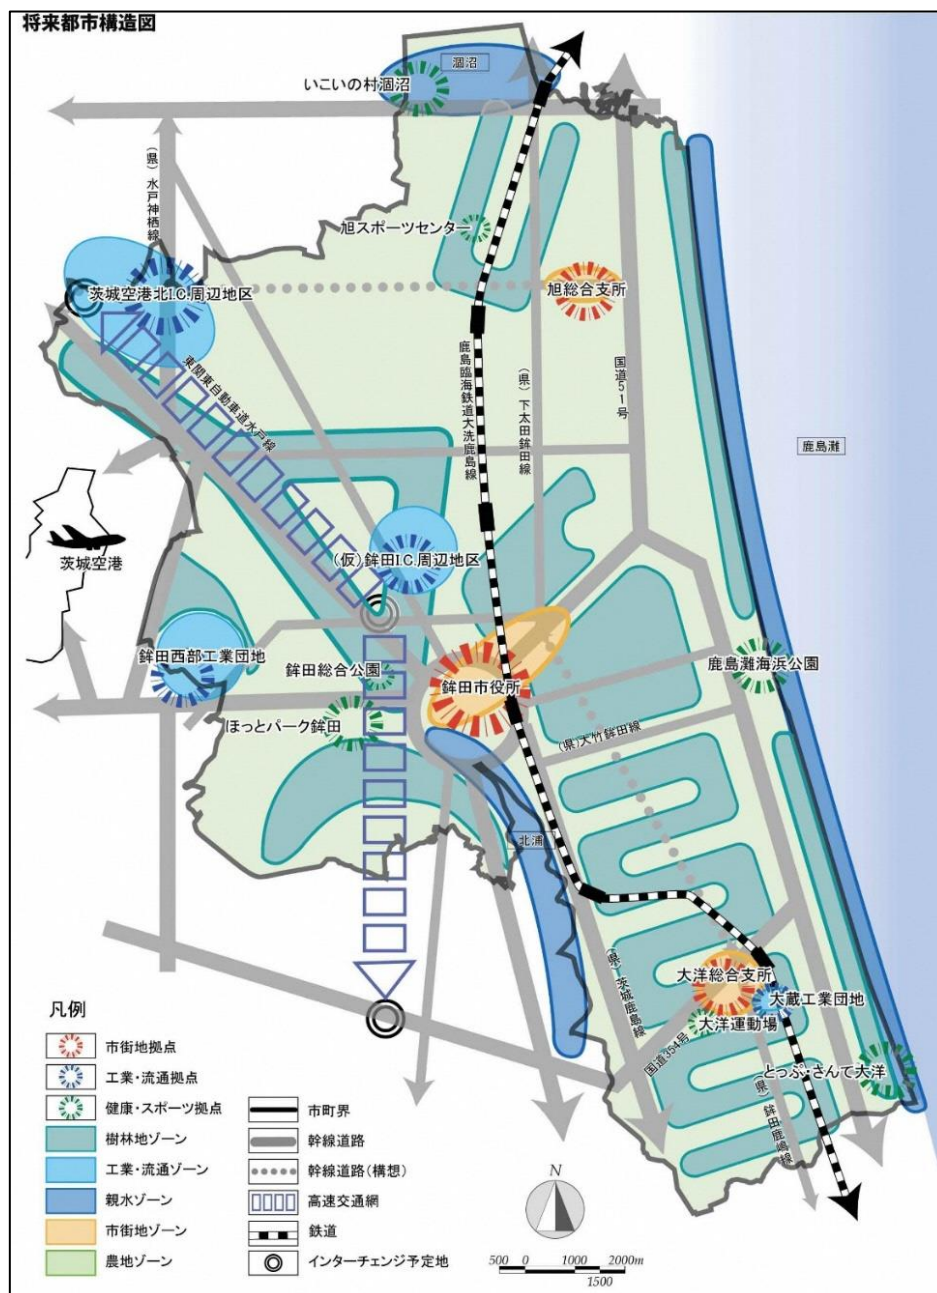 将来都市構造図
涸沼
いこいの村涸沼
(県)水戸神栖線
旭スポーツセンター
茨城空港北I.C.周辺地区
旭総合支所
東関東自動車道水戸線
鹿島臨海鉄道大洗鹿島線
(県)下太田鉾田線
国道51号
鹿島灘
茨城空港
(仮)鉾田I.C.周辺地区
鉾田西部工業団地
鉾田総合公園
鉾田市役所
鹿島灘海浜公園
ほっとパーク鉾田
(県)大竹鉾田線
北浦
大洋総合支所
大蔵工業団地
(県)茨城鹿島線
大洋運動場
国道354号
とっぷ・さんて大洋
(県)鉾田鹿嶋線
凡例
市街地拠点
工業・流通拠点
健康・スポーツ拠点
樹林地ゾーン
工業・流通ゾーン
親水ゾーン
市街地ゾーン
農地ゾーン
市町界
幹線道路
幹線道路(構想)
高速交通網
鉄道
インターチェンジ予定地
N
500 0 1000 2000m
1500